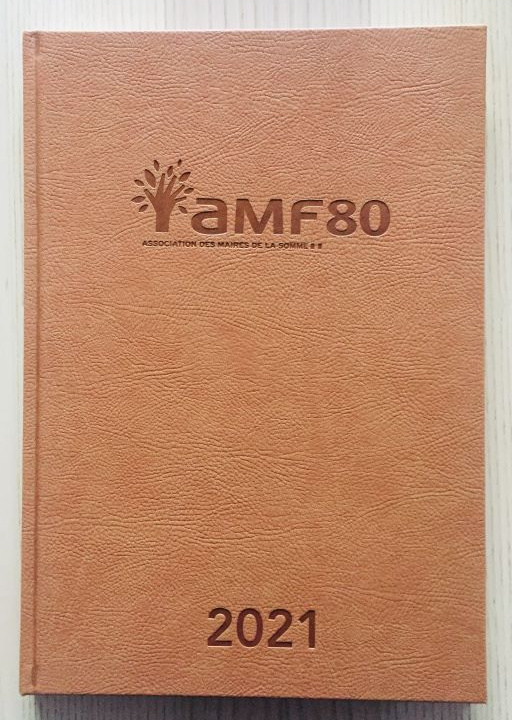 aMF80
ASSOCIATION DES MAIRES DE LA SOMME
2021